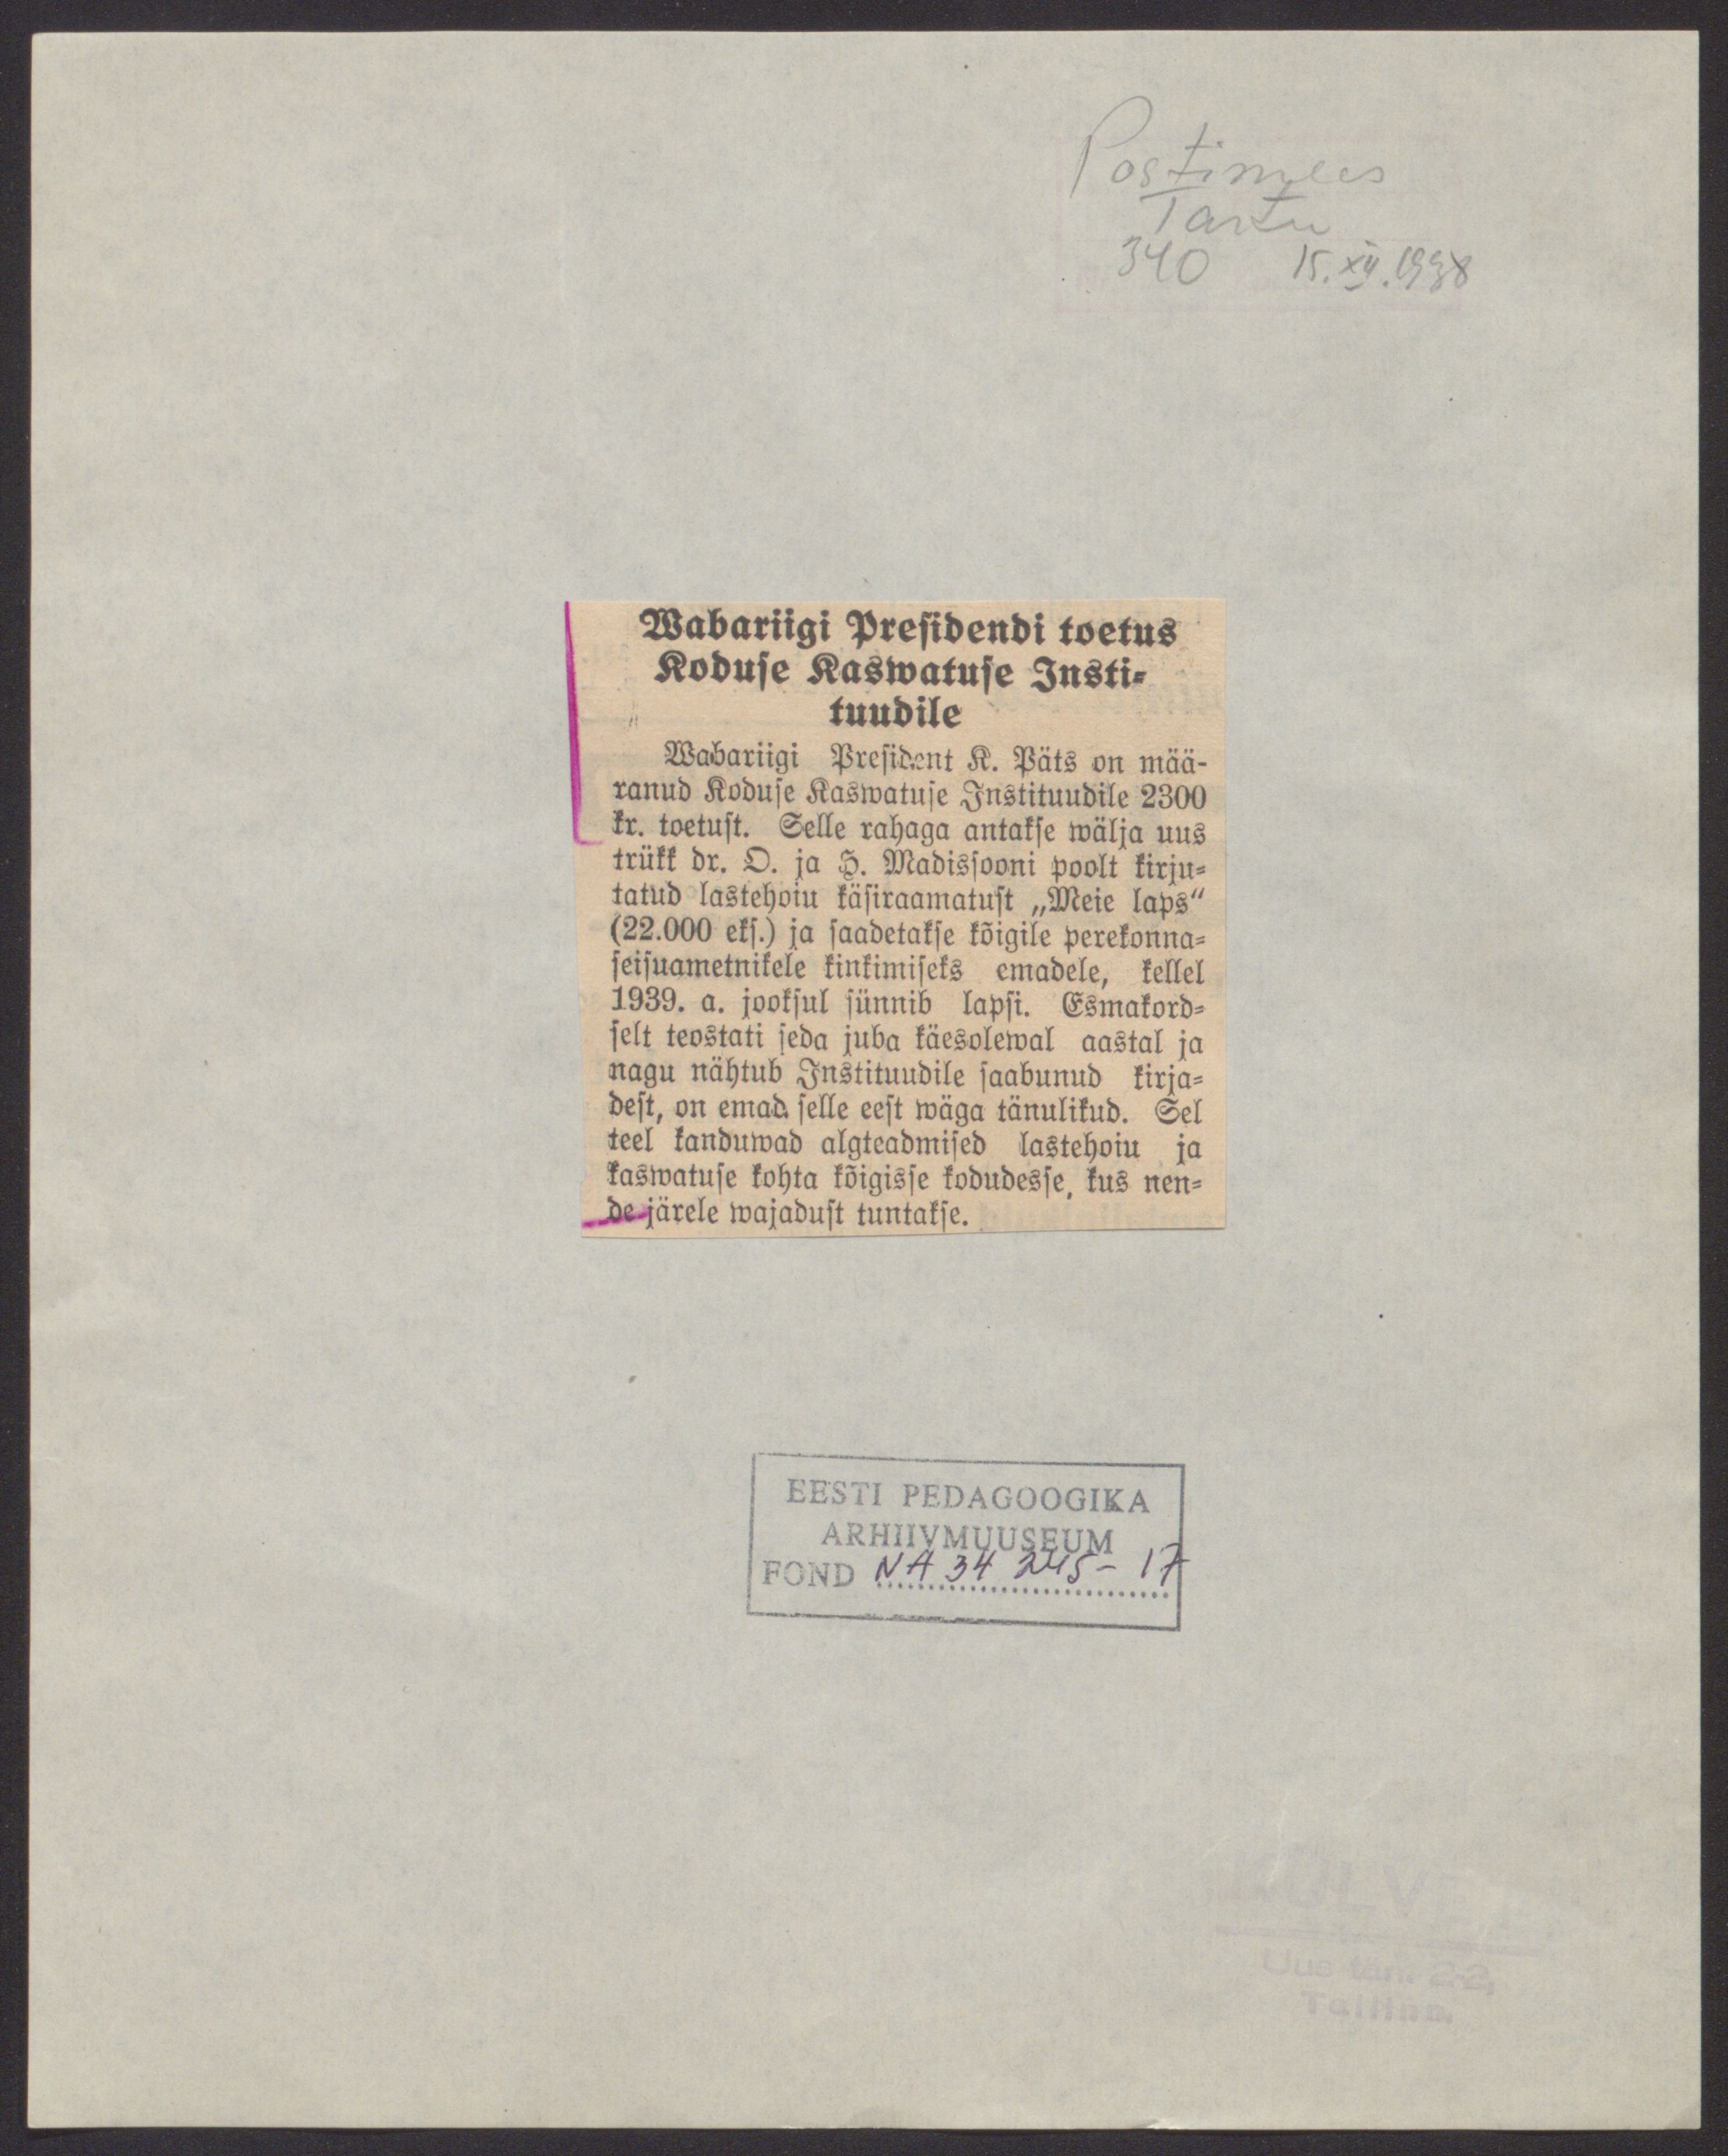 Postimees
Tartu
340 15. XII. 1938
Wabariigi Presidendi toetus
Koduse Kaswatuse Insti-
tuudile
Wabariigi President K. Päts on mää-
ranud Koduse Kaswatuse Instituudile 2300
kr. toetust. Selle rahaga antakse wälja uus
trükk dr. O. ja H. Madissooni poolt kirju-
tatud lastehoiu käsiraamatust „Meie laps“
(22.000 eks.) ja saadetakse kõigile perekonna-
seisuametnikele kinkimiseks emadele, kellel
1939. a. jooksul sünnib lapsi. Esmakord-
selt teostati seda juba käesolewal aastal ja
nagu nähtub Instituudile saabunud kirja-
dest, on emad selle eest wäga tänulikud. Sel
teel kanduwad algteadmised lastehoiu ja
kaswatuse kohta kõigisse kodudesse, kus nen-
de järele wajadust tuntakse.
EESTI PEDAGOOGIKA
ARHIIVMUUSEUM
FOND NA 34 245-17
Uus tän. 22,
Tallinn.